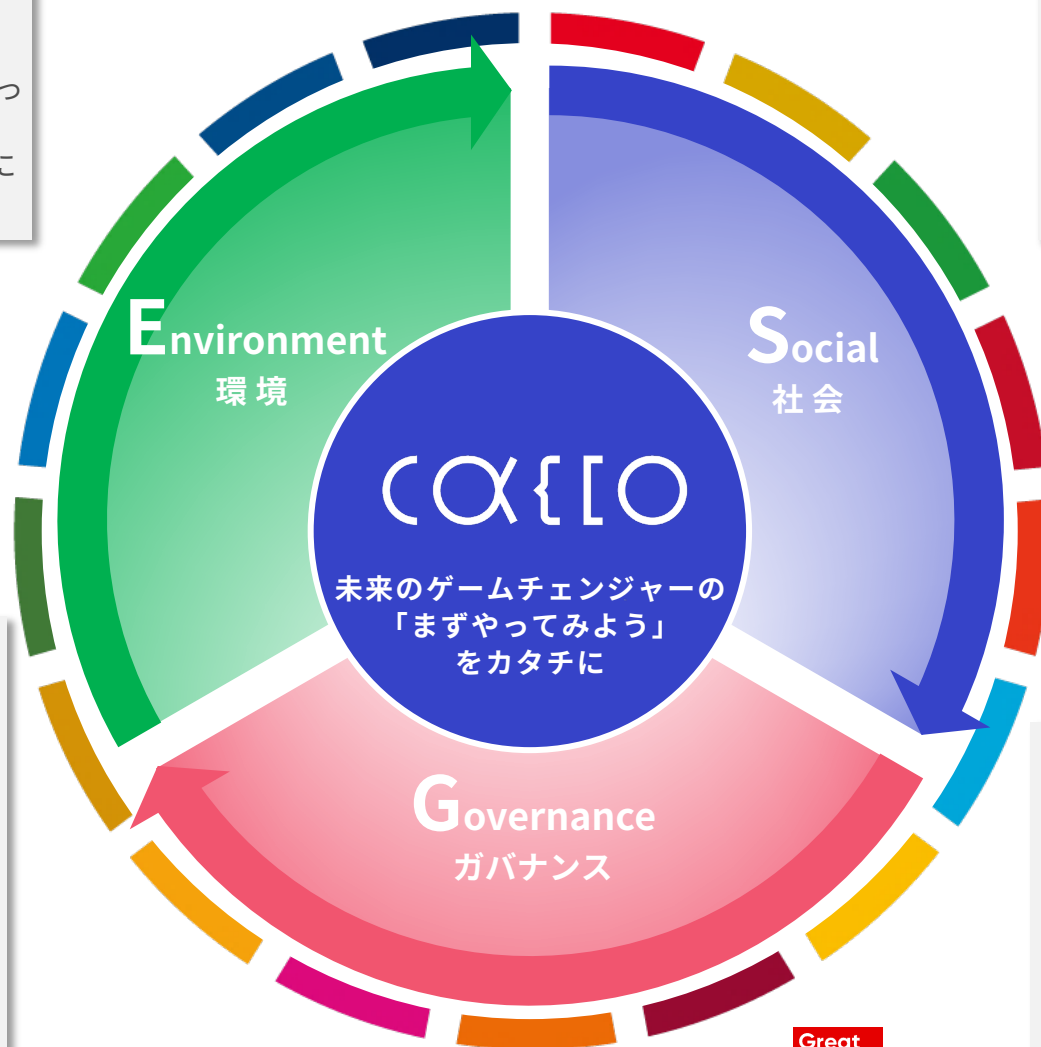 つ
に
Environment
環境
Social
社会
未来のゲームチェンジャーの
「まずやってみよう」
をカタチに
Governance
ガバナンス
Great